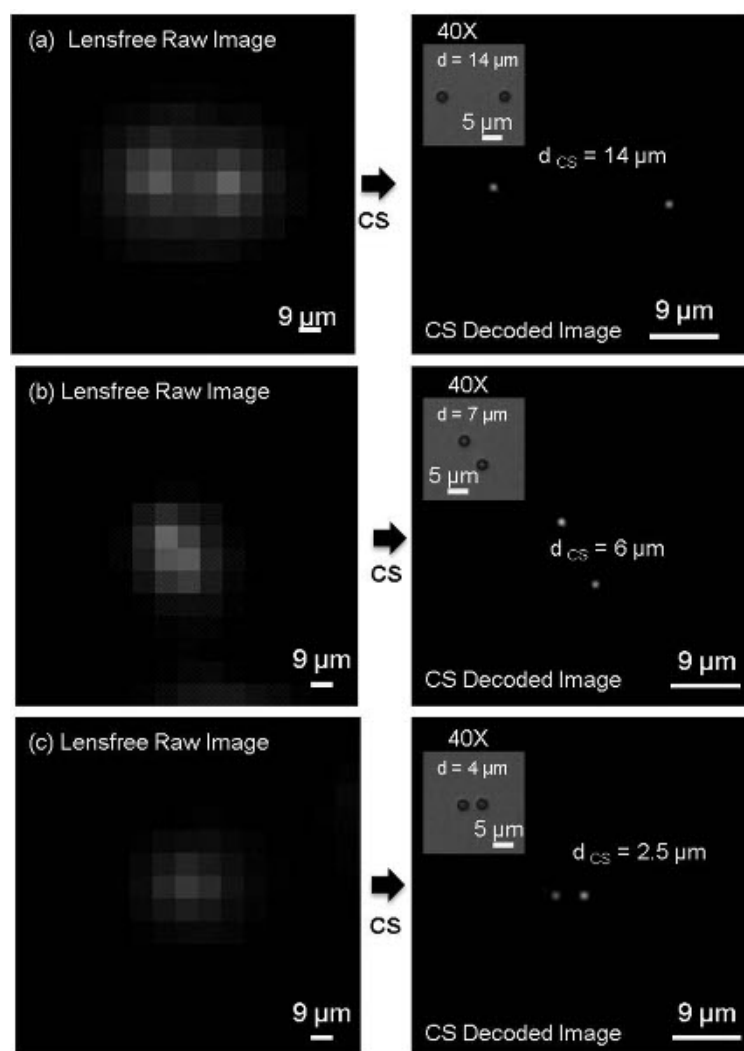 (a) Lensfree Raw Image
9 µm
CS
40X
d = 14 µm
5 µm
d CS = 14 µm
CS Decoded Image
9 µm
(b) Lensfree Raw Image
9 µm
CS
40X
d = 7 µm
5 µm
d CS = 6 µm
CS Decoded Image
9 µm
(c) Lensfree Raw Image
9 µm
CS
40X
d = 4 µm
5 µm
d CS = 2.5 µm
CS Decoded Image
9 µm